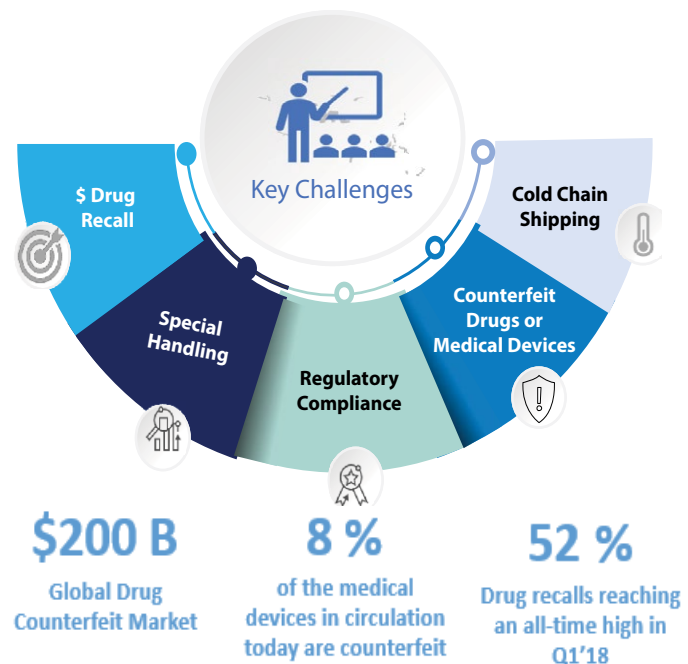 Key Challenges
$ Drug
Recall
Special
Handling
Regulatory
Compliance
Counterfeit
Drugs or
Medical Devices
Cold Chain
Shipping
$200 B
Global Drug
Counterfeit Market
8 %
of the medical
devices in circulation
today are counterfeit
52 %
Drug recalls reaching
an all-time high in
Q1'18